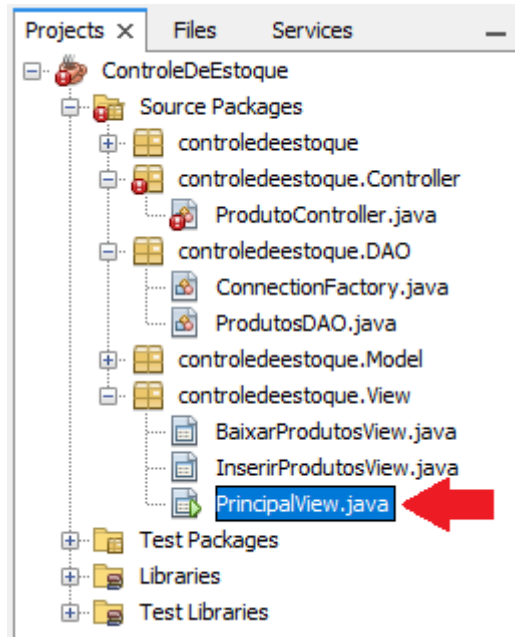 Projects × Files Services
ControleDeEstoque
Source Packages
controledeestoque
controledeestoque.Controller
ProdutoController.java
controledeestoque.DAO
ConnectionFactory.java
ProdutosDAO.java
controledeestoque.Model
controledeestoque.View
BaixarProdutosView.java
InserirProdutosView.java
PrincipalView.java
Test Packages
Libraries
Test Libraries